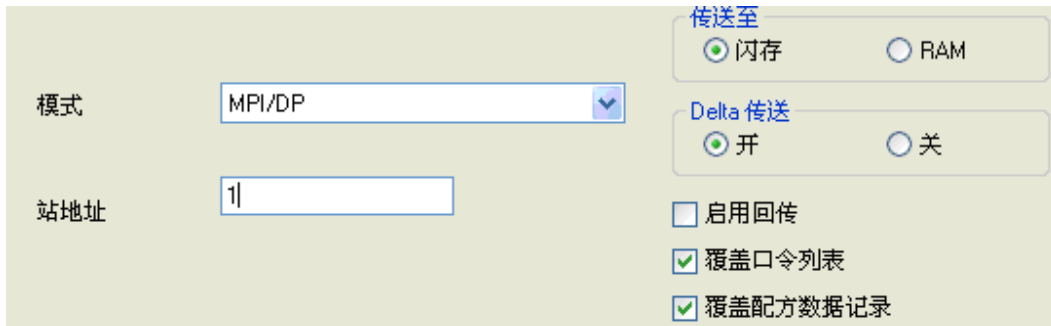 传送至
闪存 RAM
模式 MPI/DP
Delta 传送
开 关
站地址 1
启用回传
覆盖口令列表
覆盖配方数据记录